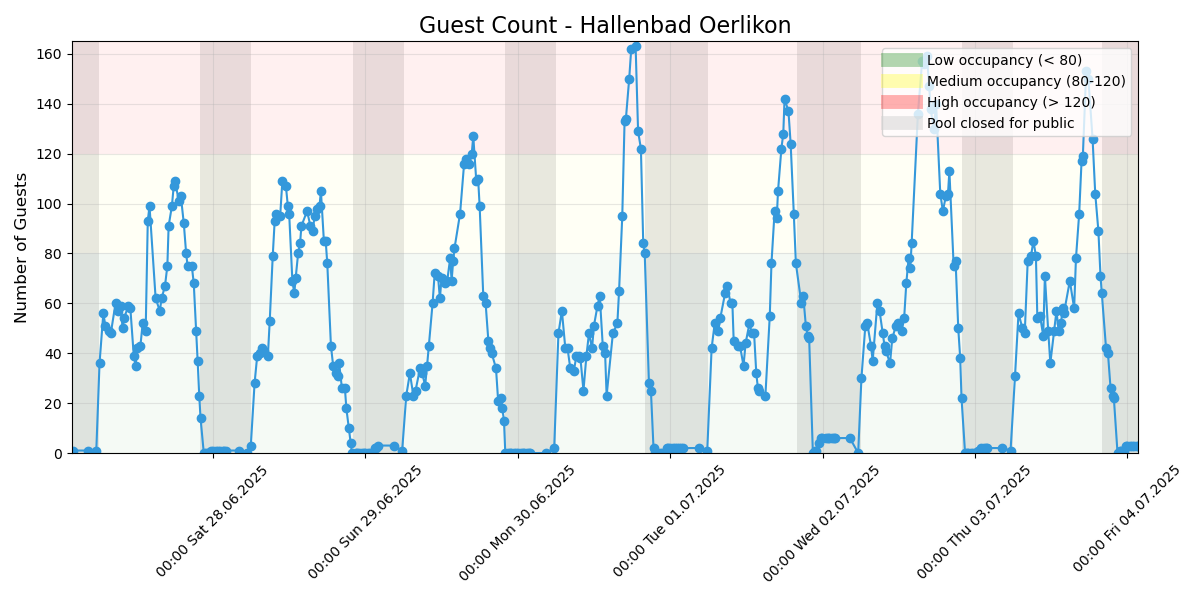 Guest Count - Hallenbad Oerlikon
Low occupancy (< 80)
Medium occupancy (80-120)
High occupancy (> 120)
Pool closed for public
Number of Guests
160
140
120
100
80
60
40
20
0
00:00 Sat 28.06.2025
00:00 Sun 29.06.2025
00:00 Mon 30.06.2025
00:00 Tue 01.07.2025
00:00 Wed 02.07.2025
00:00 Thu 03.07.2025
00:00 Fri 04.07.2025